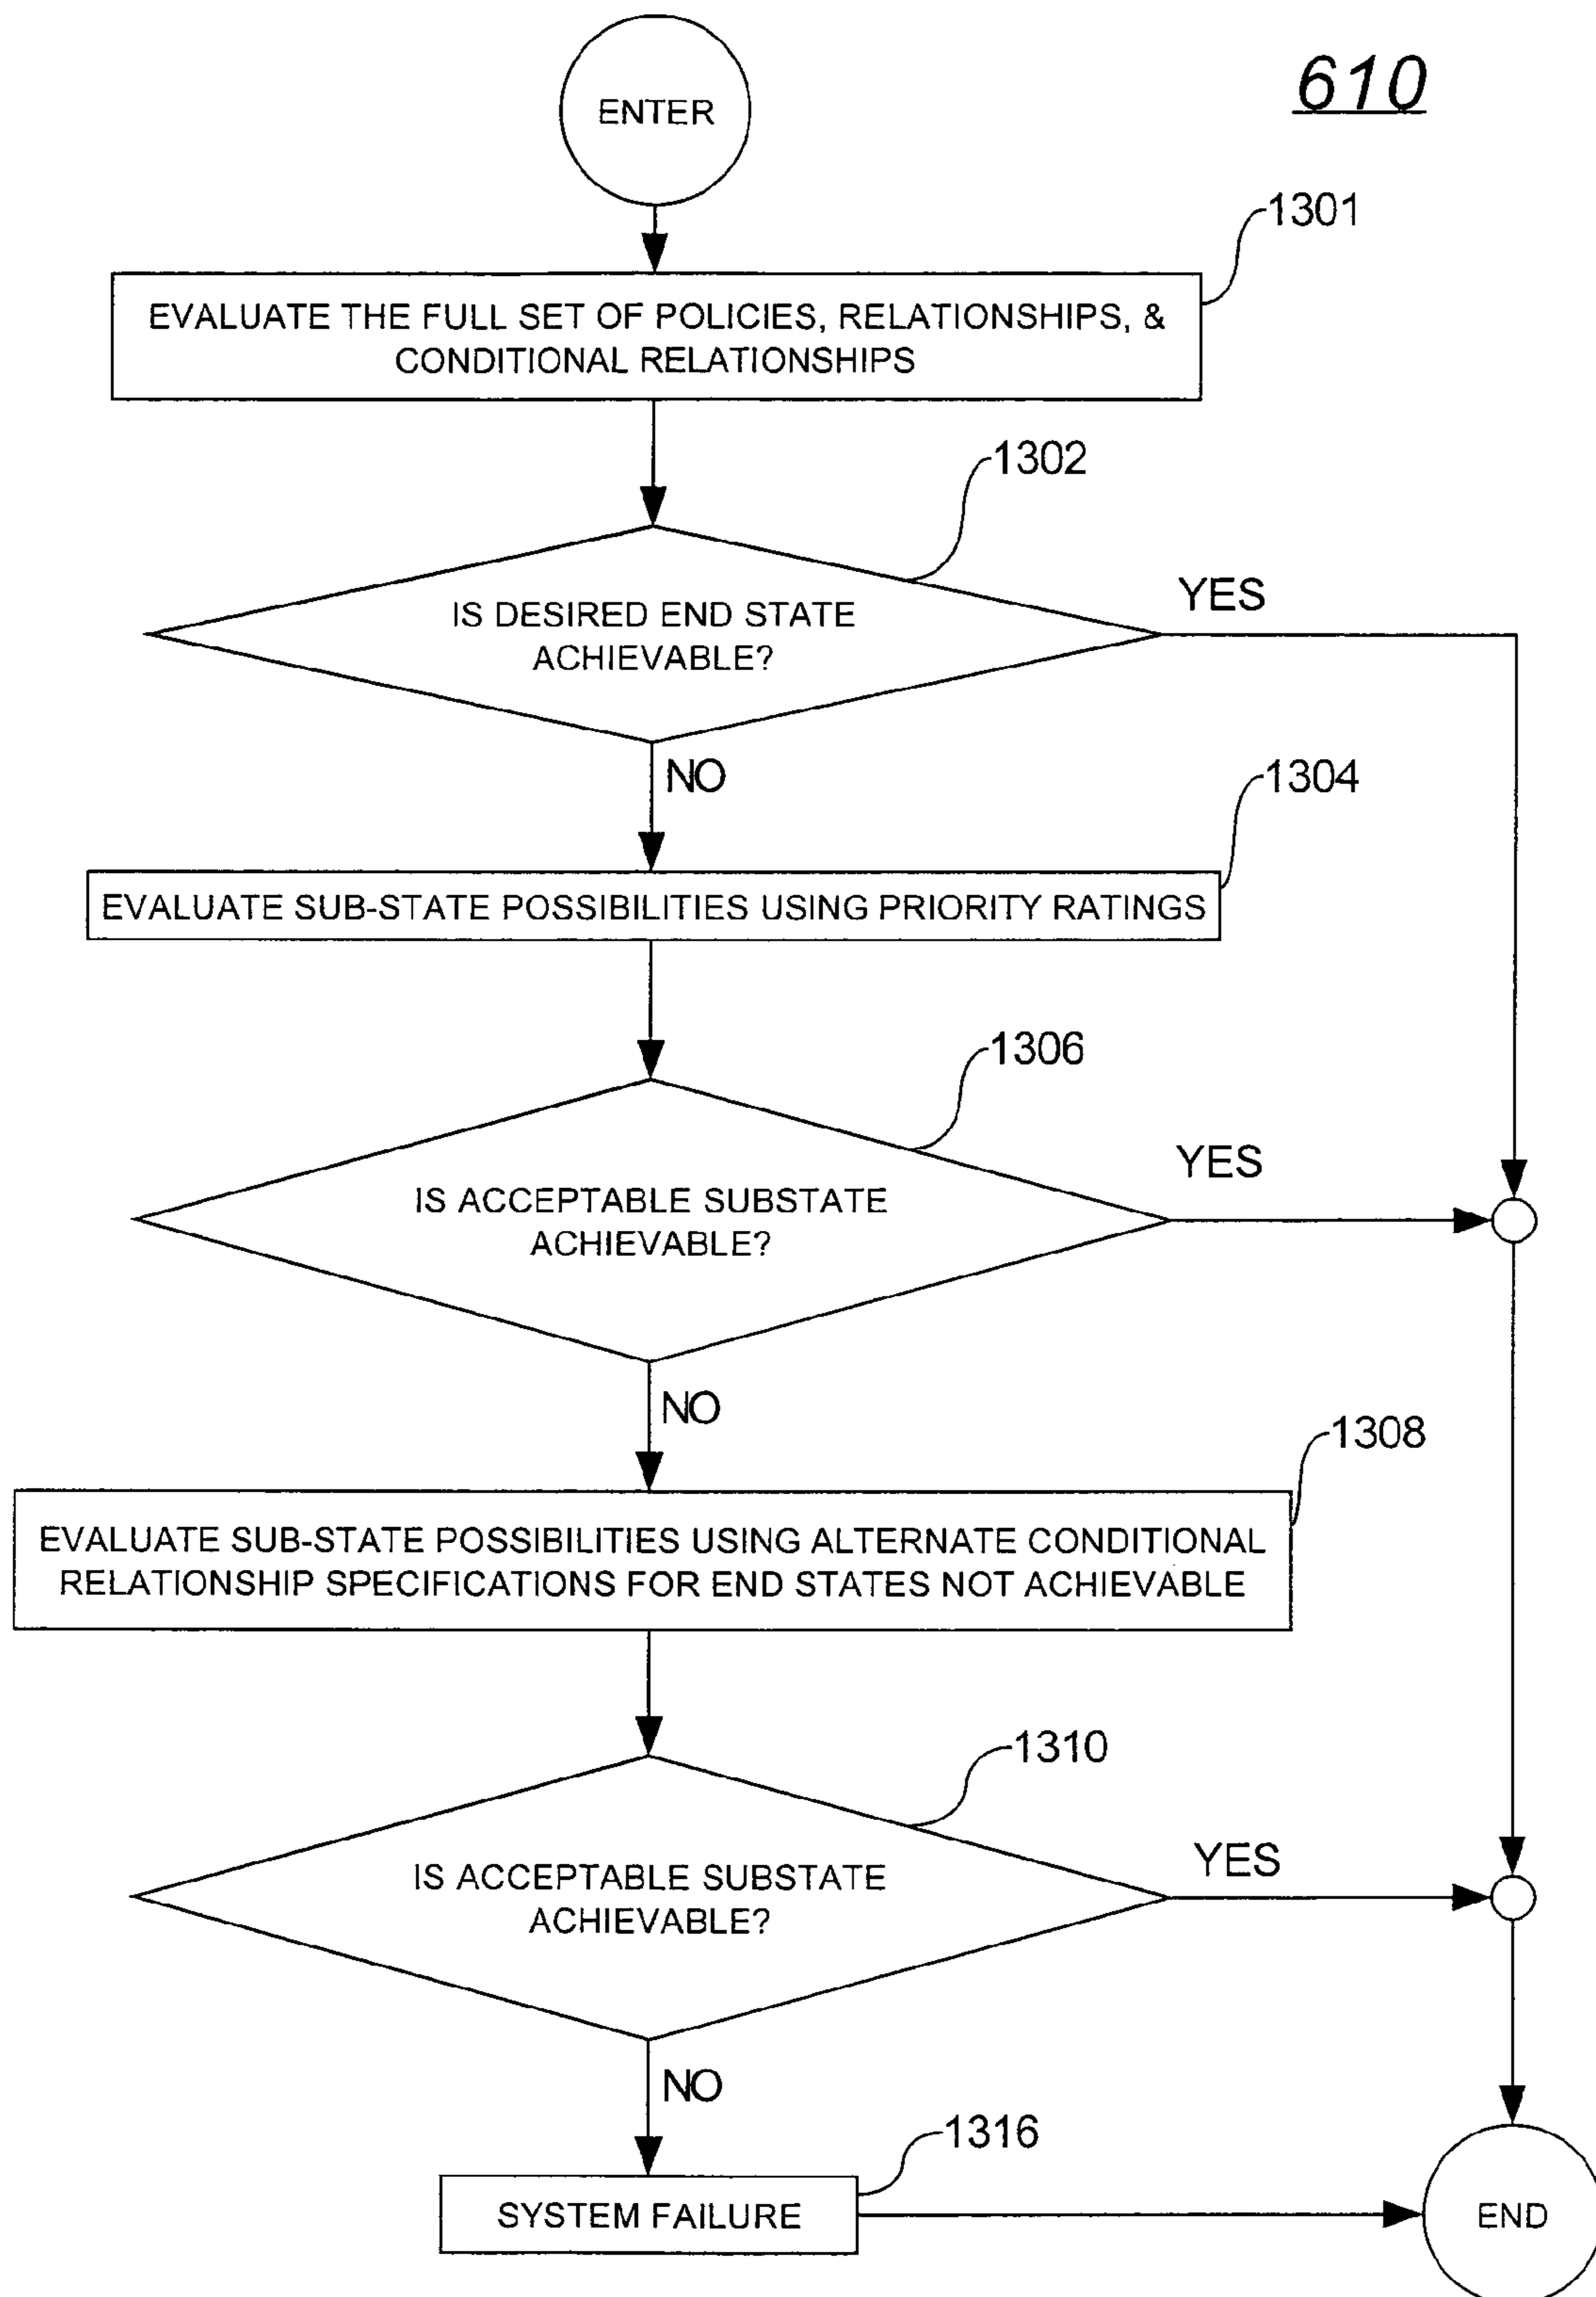 610
ENTER
1301
EVALUATE THE FULL SET OF POLICIES, RELATIONSHIPS, &
CONDITIONAL RELATIONSHIPS
1302
IS DESIRED END STATE
ACHIEVABLE?
YES
NO
1304
EVALUATE SUB-STATE POSSIBILITIES USING PRIORITY RATINGS
1306
IS ACCEPTABLE SUBSTATE
ACHIEVABLE?
YES
NO
1308
EVALUATE SUB-STATE POSSIBILITIES USING ALTERNATE CONDITIONAL
RELATIONSHIP SPECIFICATIONS FOR END STATES NOT ACHIEVABLE
1310
IS ACCEPTABLE SUBSTATE
ACHIEVABLE?
YES
NO
1316
SYSTEM FAILURE
END